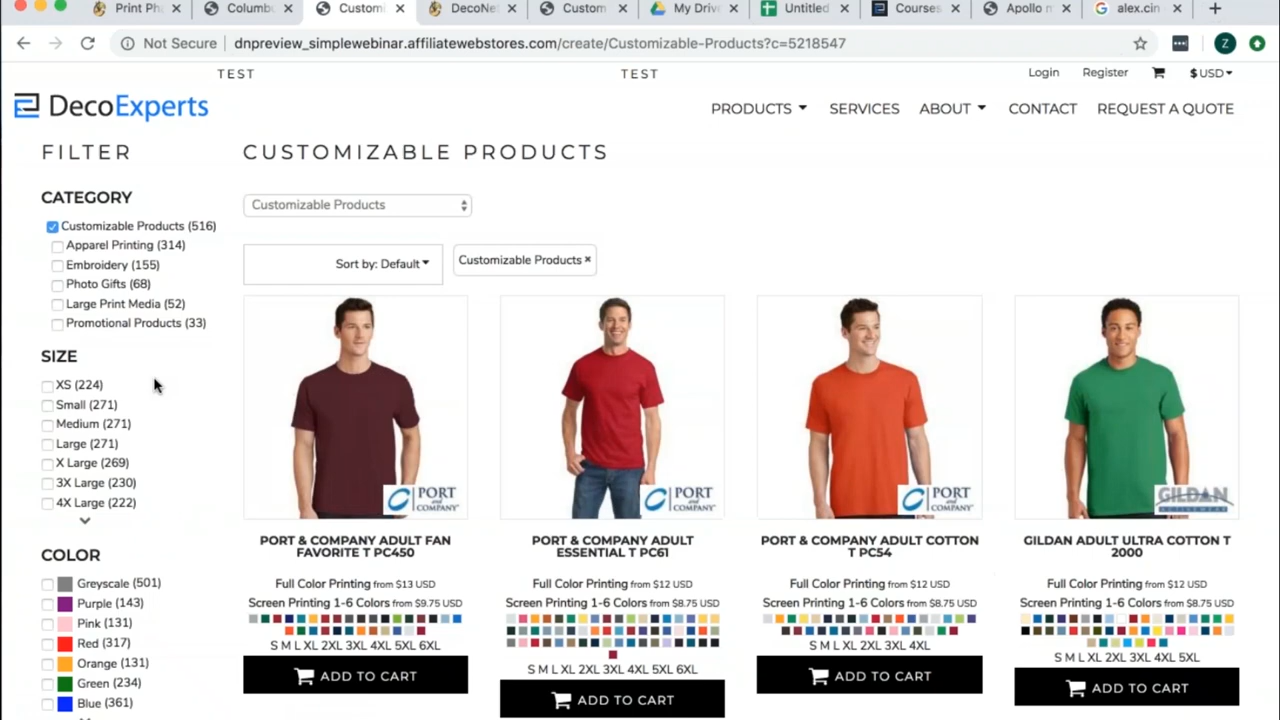 Print Ph
Columb
Customi
DecoNe
Custom
My Driv
Untitled
Courses
Apollo m
alex.cin
Not Secure
dnpreview_simplewebinar.affiliatewebstores.com/create/Customizable-Products?c=5218547
Z
TEST
TEST
Login Register $ USD
DecoExperts
PRODUCTS SERVICES ABOUT CONTACT REQUEST A QUOTE
FILTER
CATEGORY
Customizable Products (516)
Apparel Printing (314)
Embroidery (155)
Photo Gifts (68)
Large Print Media (52)
Promotional Products (33)
SIZE
XS (224)
Small (271)
Medium (271)
Large (271)
X Large (269)
3X Large (230)
4X Large (222)
COLOR
Greyscale (501)
Purple (143)
Pink (131)
Red (317)
Orange (131)
Green (234)
Blue (361)
CUSTOMIZABLE PRODUCTS
Customizable Products
Sort by: Default
Customizable Products ×
PORT and COMPANY
PORT & COMPANY ADULT FAN
FAVORITE T PC450
Full Color Printing from $13 USD
Screen Printing 1-6 Colors from $9.75 USD
S M L XL 2XL 3XL 4XL 5XL 6XL
ADD TO CART
PORT and COMPANY
PORT & COMPANY ADULT
ESSENTIAL T PC61
Full Color Printing from $12 USD
Screen Printing 1-6 Colors from $8.75 USD
S M L XL 2XL 3XL 4XL 5XL 6XL
ADD TO CART
PORT and COMPANY
PORT & COMPANY ADULT COTTON
T PC54
Full Color Printing from $12 USD
Screen Printing 1-6 Colors from $8.75 USD
S M L XL 2XL 3XL 4XL
ADD TO CART
GILDAN
GILDAN ADULT ULTRA COTTON T
2000
Full Color Printing from $12 USD
Screen Printing 1-6 Colors from $8.75 USD
S M L XL 2XL 3XL 4XL 5XL
ADD TO CART